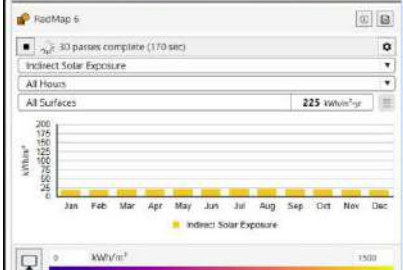 RadMap 6
30 passes complete (170 sec)
Indirect Solar Exposure
All Hours
All Surfaces 225 kWh/m²-yr
kWh/m²
200
175
150
125
100
75
50
25
0
Jan Feb Mar Apr May Jun Jul Aug Sep Oct Nov Dec
Indirect Solar Exposure
0 kWh/m² 1500